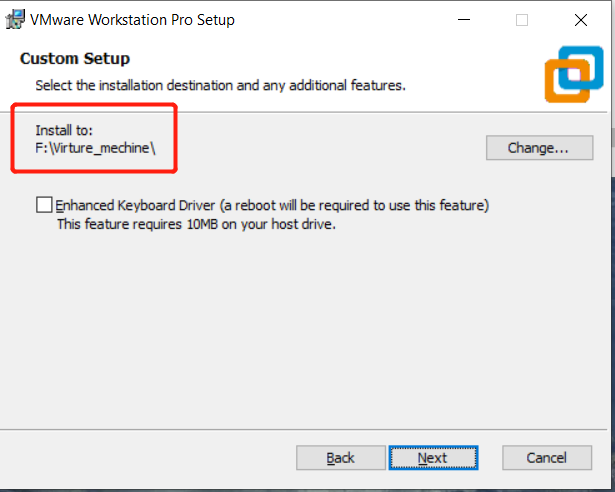 VMware Workstation Pro Setup
Custom Setup
Select the installation destination and any additional features.
Install to:
F:\Virture_mechine\
Change...
Enhanced Keyboard Driver (a reboot will be required to use this feature)
This feature requires 10MB on your host drive.
Back
Next
Cancel